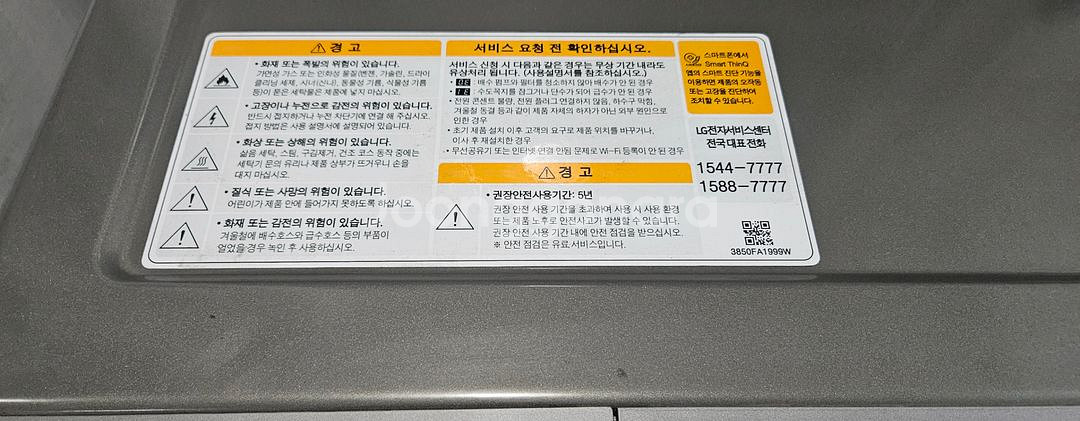 경 고
• 화재 또는 폭발의 위험이 있습니다.
가연성 가스 또는 인화성 물질(벤젠, 가솔린, 드라이
클리닝 세제, 시너(신나), 동물성 기름, 식물성 기름
등)이 묻은 세탁물은 제품에 넣지 마십시오.
• 고장이나 누전으로 감전의 위험이 있습니다.
반드시 접지하거나 누전 차단기에 연결해 주십시오.
접지 방법은 사용 설명서에 설명되어 있습니다.
• 화상 또는 상해의 위험이 있습니다.
삶음 세탁, 스팀, 구김제거, 건조 코스 동작 중에는
세탁기 문의 유리나 제품 상부가 뜨거우니 손을
대지 마십시오.
• 질식 또는 사망의 위험이 있습니다.
어린이가 제품 안에 들어가지 못하도록 하십시오.
• 화재 또는 감전의 위험이 있습니다.
겨울철에 배수호스와 급수호스 등의 부품이
얼었을 경우 녹인 후 사용하십시오.
서비스 요청 전 확인하십시오.
서비스 신청 시 다음과 같은 경우는 무상 기간 내라도
유상처리 됩니다. (사용설명서를 참조하십시오.)
• OE : 배수 펌프와 필터를 청소하지 않아 배수가 안 된 경우
• IE : 수도꼭지를 잠그거나 단수가 되어 급수가 안 된 경우
• 전원 콘센트 불량, 전원 플러그 연결하지 않음, 하수구 막힘,
겨울철 동결 등과 같이 제품 자체의 하자가 아닌 외부 원인으로
인한 경우
• 초기 제품 설치 이후 고객의 요구로 제품 위치를 바꾸거나,
이사 후 재설치한 경우
• 무선공유기 또는 인터넷 연결 안됨 문제로 Wi-Fi 등록이 안 된 경우
경 고
• 권장안전사용기간: 5년
권장 안전 사용 기간을 초과하여 사용 시 사용 환경
또는 제품 노후로 안전사고가 발생할 수 있습니다.
권장 안전 사용 기간 내에 안전 점검을 받으십시오.
※ 안전 점검은 유료 서비스입니다.
스마트폰에서
Smart ThinQ
앱의 스마트 진단 기능을
이용하면 제품의 오작동
또는 고장을 진단하여
조치할 수 있습니다.
LG전자서비스센터
전국 대표 전화
1544-7777
1588-7777
3850FA1999W